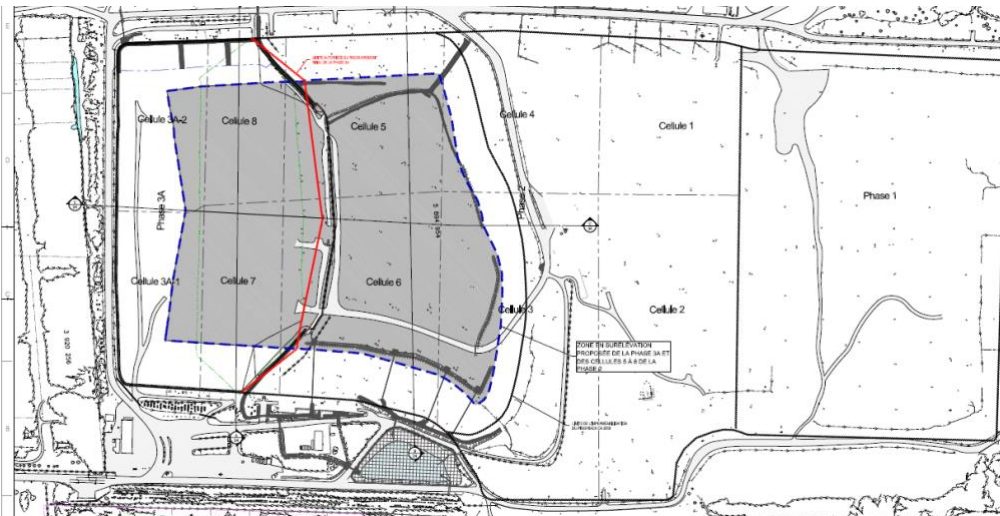 Cellule 3A-2
Cellule 8
Cellule 5
Cellule 4
Cellule 1
Phase 3A
Phase 1
Cellule 3A-1
Cellule 7
Cellule 6
Cellule 3
Cellule 2
ZONE EN SURÉLÉVATION
PROPOSÉE DE LA PHASE 3A ET
DES CELLULES 5 À 8 DE LA
PHASE 2